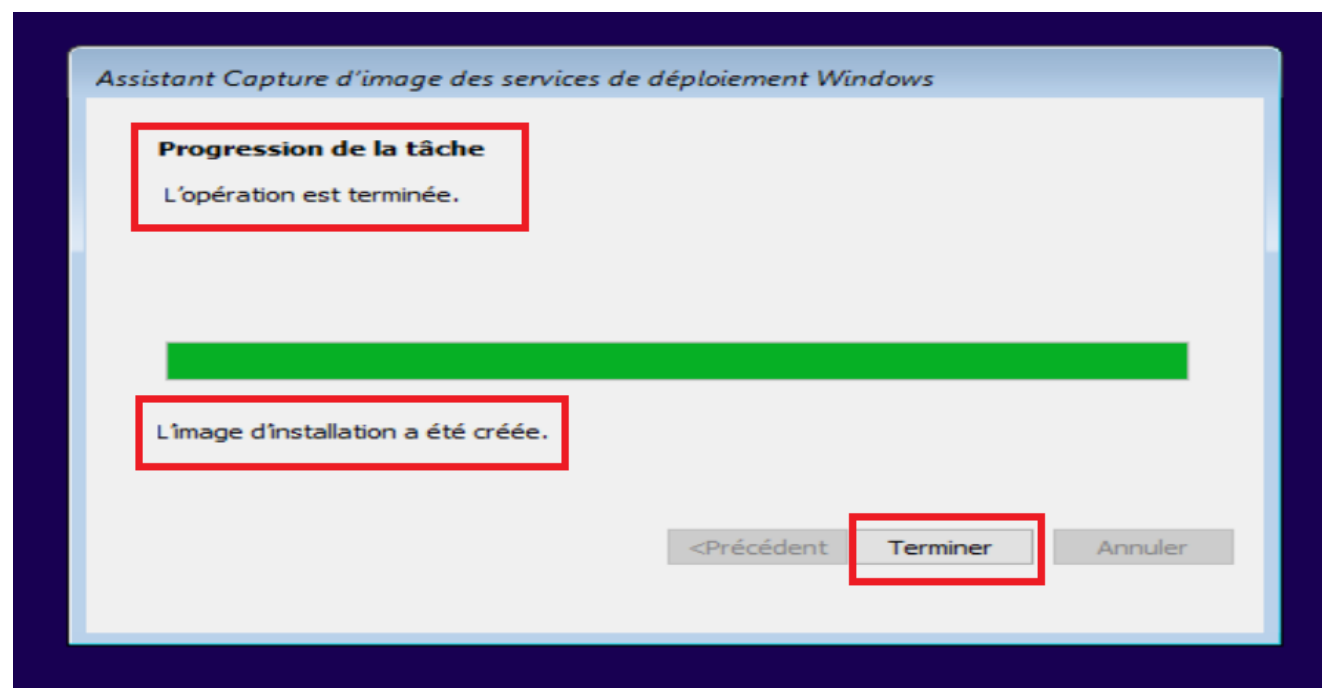 Assistant Capture d'image des services de déploiement Windows
Progression de la tâche
L'opération est terminée.
L'image d'installation a été créée.
<Précédent Terminer Annuler